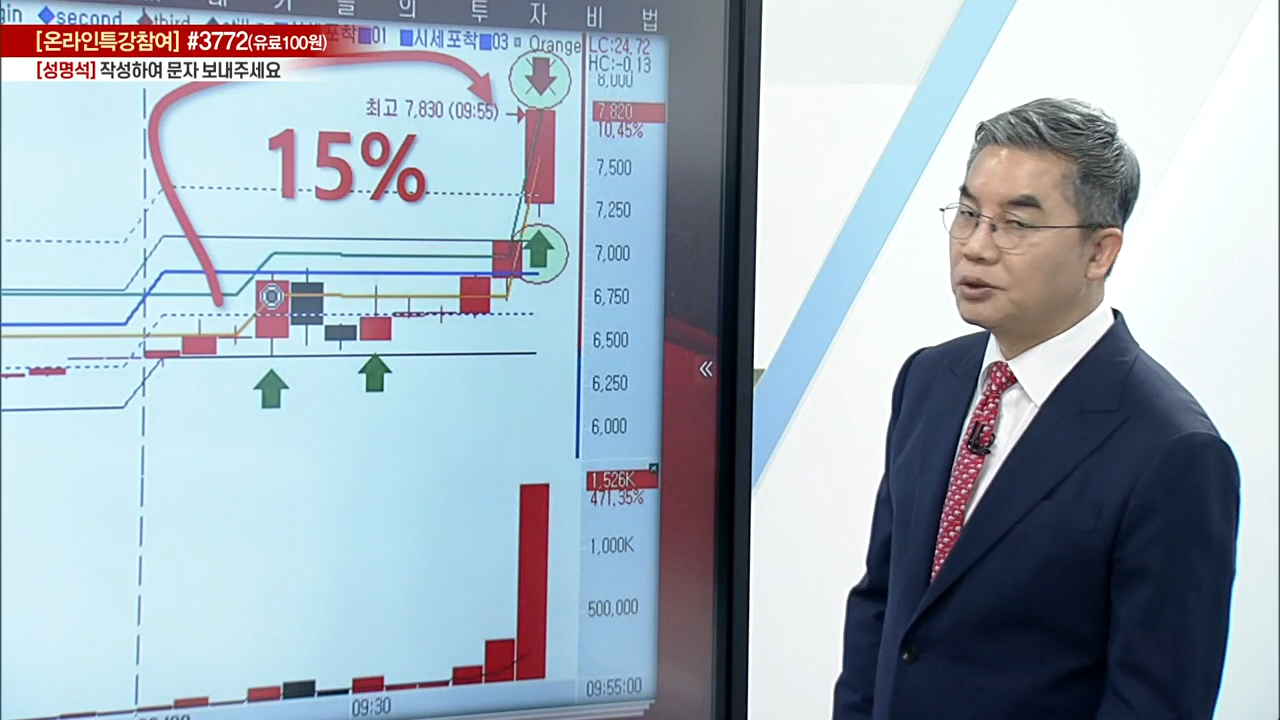 의 투 자 비 법
second third
시세포착 01 시세포착 03 Orange
[온라인특강참여] #3772(유료100원)
[성명석] 작성하여 문자 보내주세요
LC:24.72
HC:-0.13
8,000
최고 7,830 (09:55)
7,820
10.45%
15%
7,500
7,250
7,000
6,750
6,500
6,250
6,000
1,526K
471.35%
1,000K
500,000
09:30
09:55:00